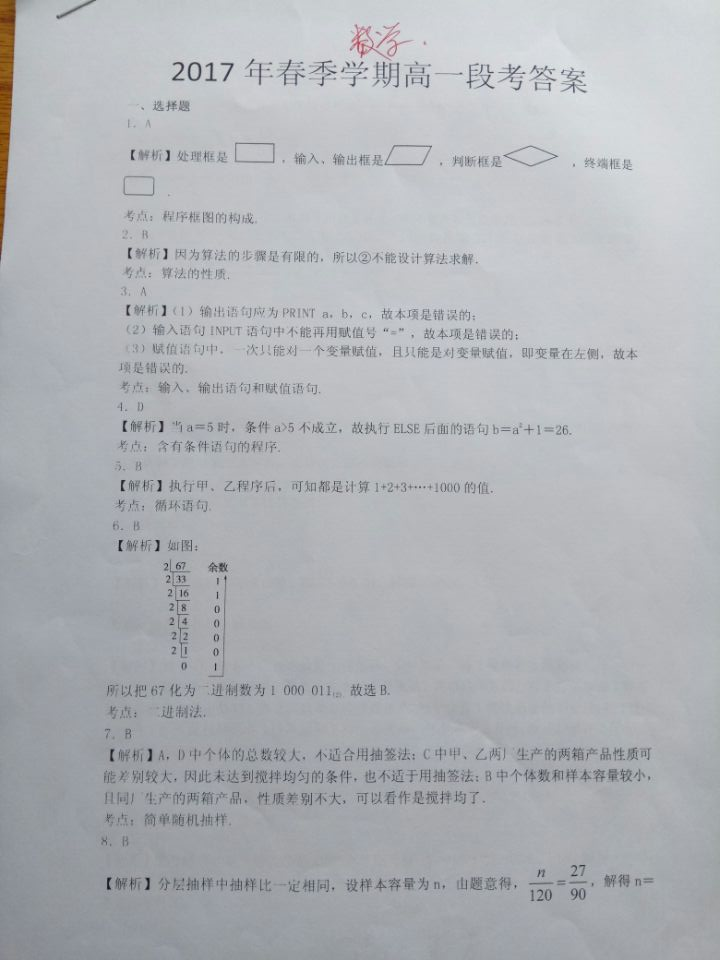 数学.
2017年春季学期高一段考答案
一、选择题
1. A
【解析】处理框是 ，输入、输出框是 ，判断框是 ，终端框是
.
考点：程序框图的构成.
2. B
【解析】因为算法的步骤是有限的，所以②不能设计算法求解.
考点：算法的性质.
3. A
【解析】（1）输出语句应为 PRINT a, b, c，故本项是错误的；
（2）输入语句 INPUT 语句中不能再用赋值号“=”，故本项是错误的；
（3）赋值语句中，一次只能对一个变量赋值，且只能是对变量赋值，即变量在左侧，故本
项是错误的.
考点：输入、输出语句和赋值语句.
4. D
【解析】当 a＝5 时，条件 a>5 不成立，故执行 ELSE 后面的语句 b＝a²＋1＝26.
考点：含有条件语句的程序.
5. B
【解析】执行甲、乙程序后，可知都是计算 1+2+3+…+1000 的值.
考点：循环语句.
6. B
【解析】如图：
2 67 余数
2 33 1
2 16 1
2 8 0
2 4 0
2 2 0
2 1 0
0 1
所以把 67 化为二进制数为 1 000 011₍₂₎. 故选 B.
考点：二进制法.
7. B
【解析】A，D 中个体的总数较大，不适合用抽签法；C 中甲、乙两厂生产的两箱产品性质可
能差别较大，因此未达到搅拌均匀的条件，也不适于用抽签法；B 中个体数和样本容量较小，
且同厂生产的两箱产品，性质差别不大，可以看作是搅拌均了.
考点：简单随机抽样.
8. B
【解析】分层抽样中抽样比一定相同，设样本容量为 n，由题意得，n/120=27/90，解得 n＝